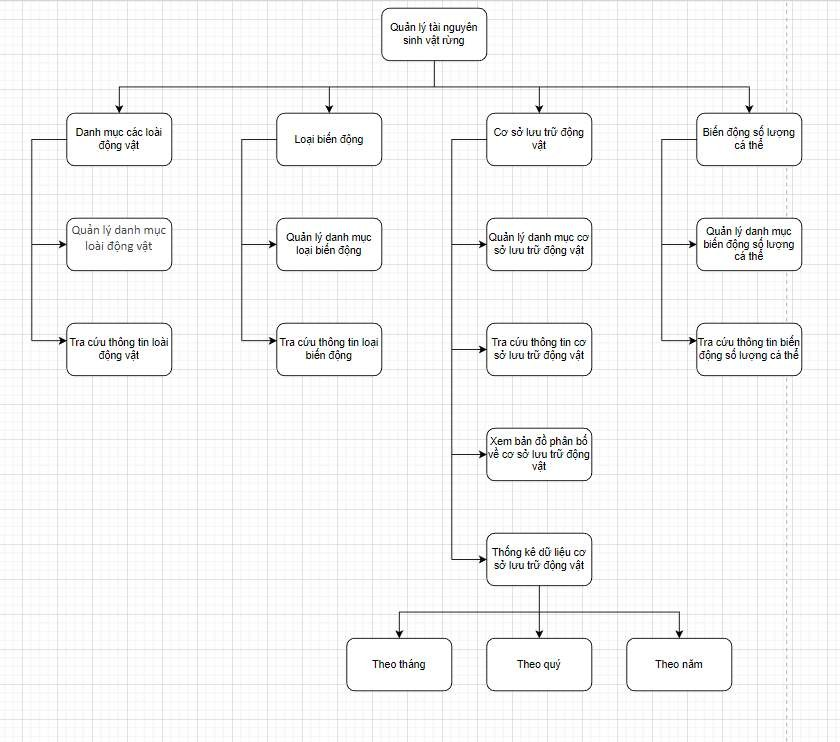 Quản lý tài nguyên
sinh vật rừng
Danh mục các loài
động vật
Loại biến động
Cơ sở lưu trữ động
vật
Biến động số lượng
cá thể
Quản lý danh mục
loài động vật
Quản lý danh mục
loại biến động
Quản lý danh mục cơ
sở lưu trữ động vật
Quản lý danh mục
biến động số lượng
cá thể
Tra cứu thông tin loài
động vật
Tra cứu thông tin loại
biến động
Tra cứu thông tin cơ
sở lưu trữ động vật
Tra cứu thông tin biến
động số lượng cá thể
Xem bản đồ phân bố
về cơ sở lưu trữ động
vật
Thống kê dữ liệu cơ
sở lưu trữ động vật
Theo tháng
Theo quý
Theo năm